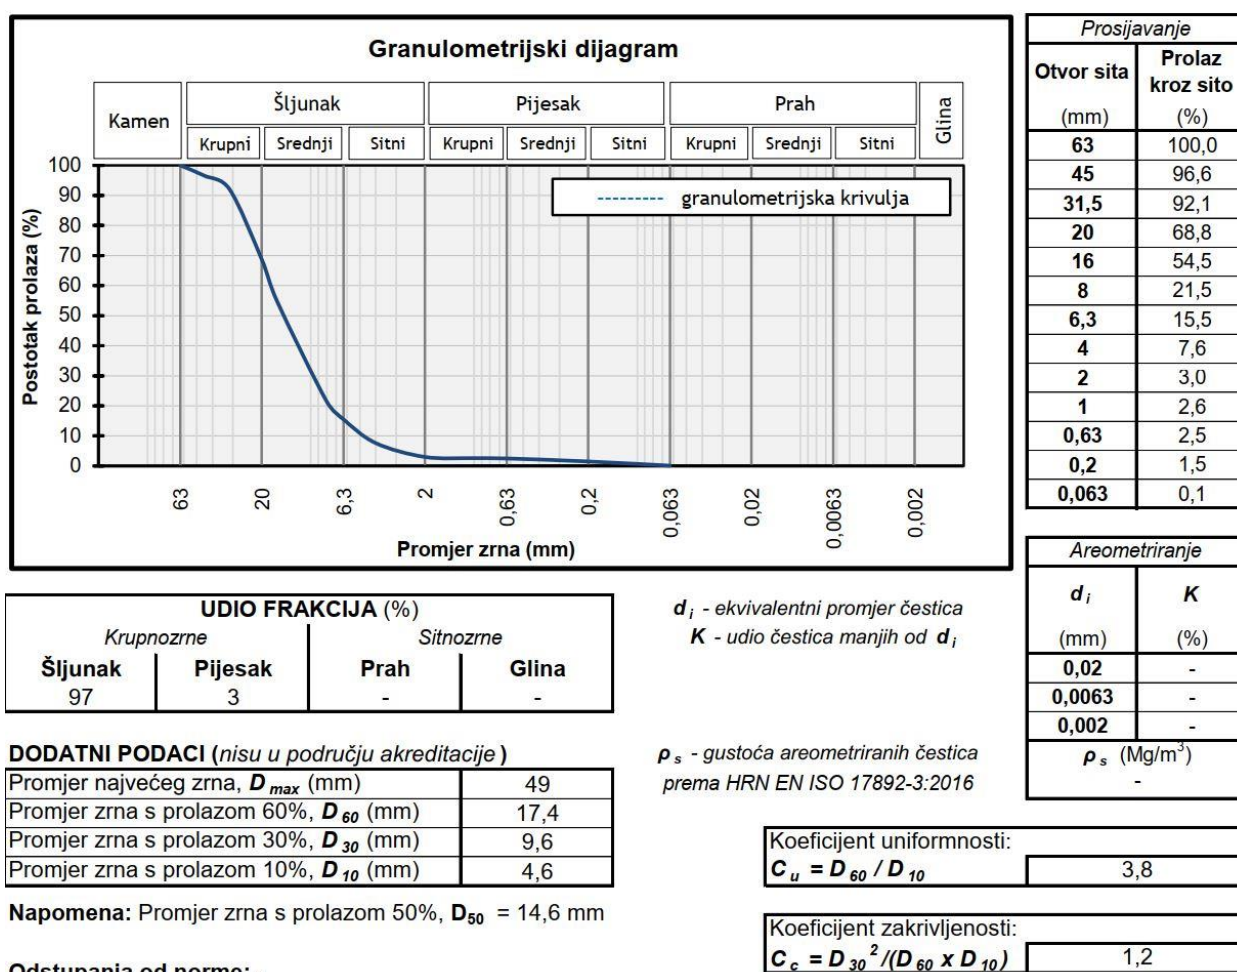 Granulometrijski dijagram
Kamen
Šljunak
Pijesak
Prah
Glina
Krupni Srednji Sitni Krupni Srednji Sitni Krupni Srednji Sitni
granulometrijska krivulja
Postotak prolaza (%)
100
90
80
70
60
50
40
30
20
10
0
63 20 6,3 2 0,63 0,2 0,063 0,02 0,0063 0,002
Promjer zrna (mm)
Prosijavanje
Otvor sita Prolaz kroz sito
(mm) (%)
63 100,0
45 96,6
31,5 92,1
20 68,8
16 54,5
8 21,5
6,3 15,5
4 7,6
2 3,0
1 2,6
0,63 2,5
0,2 1,5
0,063 0,1
Areometriranje
d i K
(mm) (%)
0,02 -
0,0063 -
0,002 -
ρ s (Mg/m³)
-
UDIO FRAKCIJA (%)
Krupnozrne Sitnozrne
Šljunak Pijesak Prah Glina
97 3 - -
d i - ekvivalentni promjer čestica
K - udio čestica manjih od d i
DODATNI PODACI (nisu u području akreditacije)
Promjer najvećeg zrna, D max (mm) 49
Promjer zrna s prolazom 60%, D 60 (mm) 17,4
Promjer zrna s prolazom 30%, D 30 (mm) 9,6
Promjer zrna s prolazom 10%, D 10 (mm) 4,6
ρ s - gustoća areometriranih čestica
prema HRN EN ISO 17892-3:2016
Napomena: Promjer zrna s prolazom 50%, D50 = 14,6 mm
Koeficijent uniformnosti:
C u = D 60 / D 10 3,8
Koeficijent zakrivljenosti:
C c = D 30 ² /(D 60 x D 10) 1,2
Odstupanja od norme: -